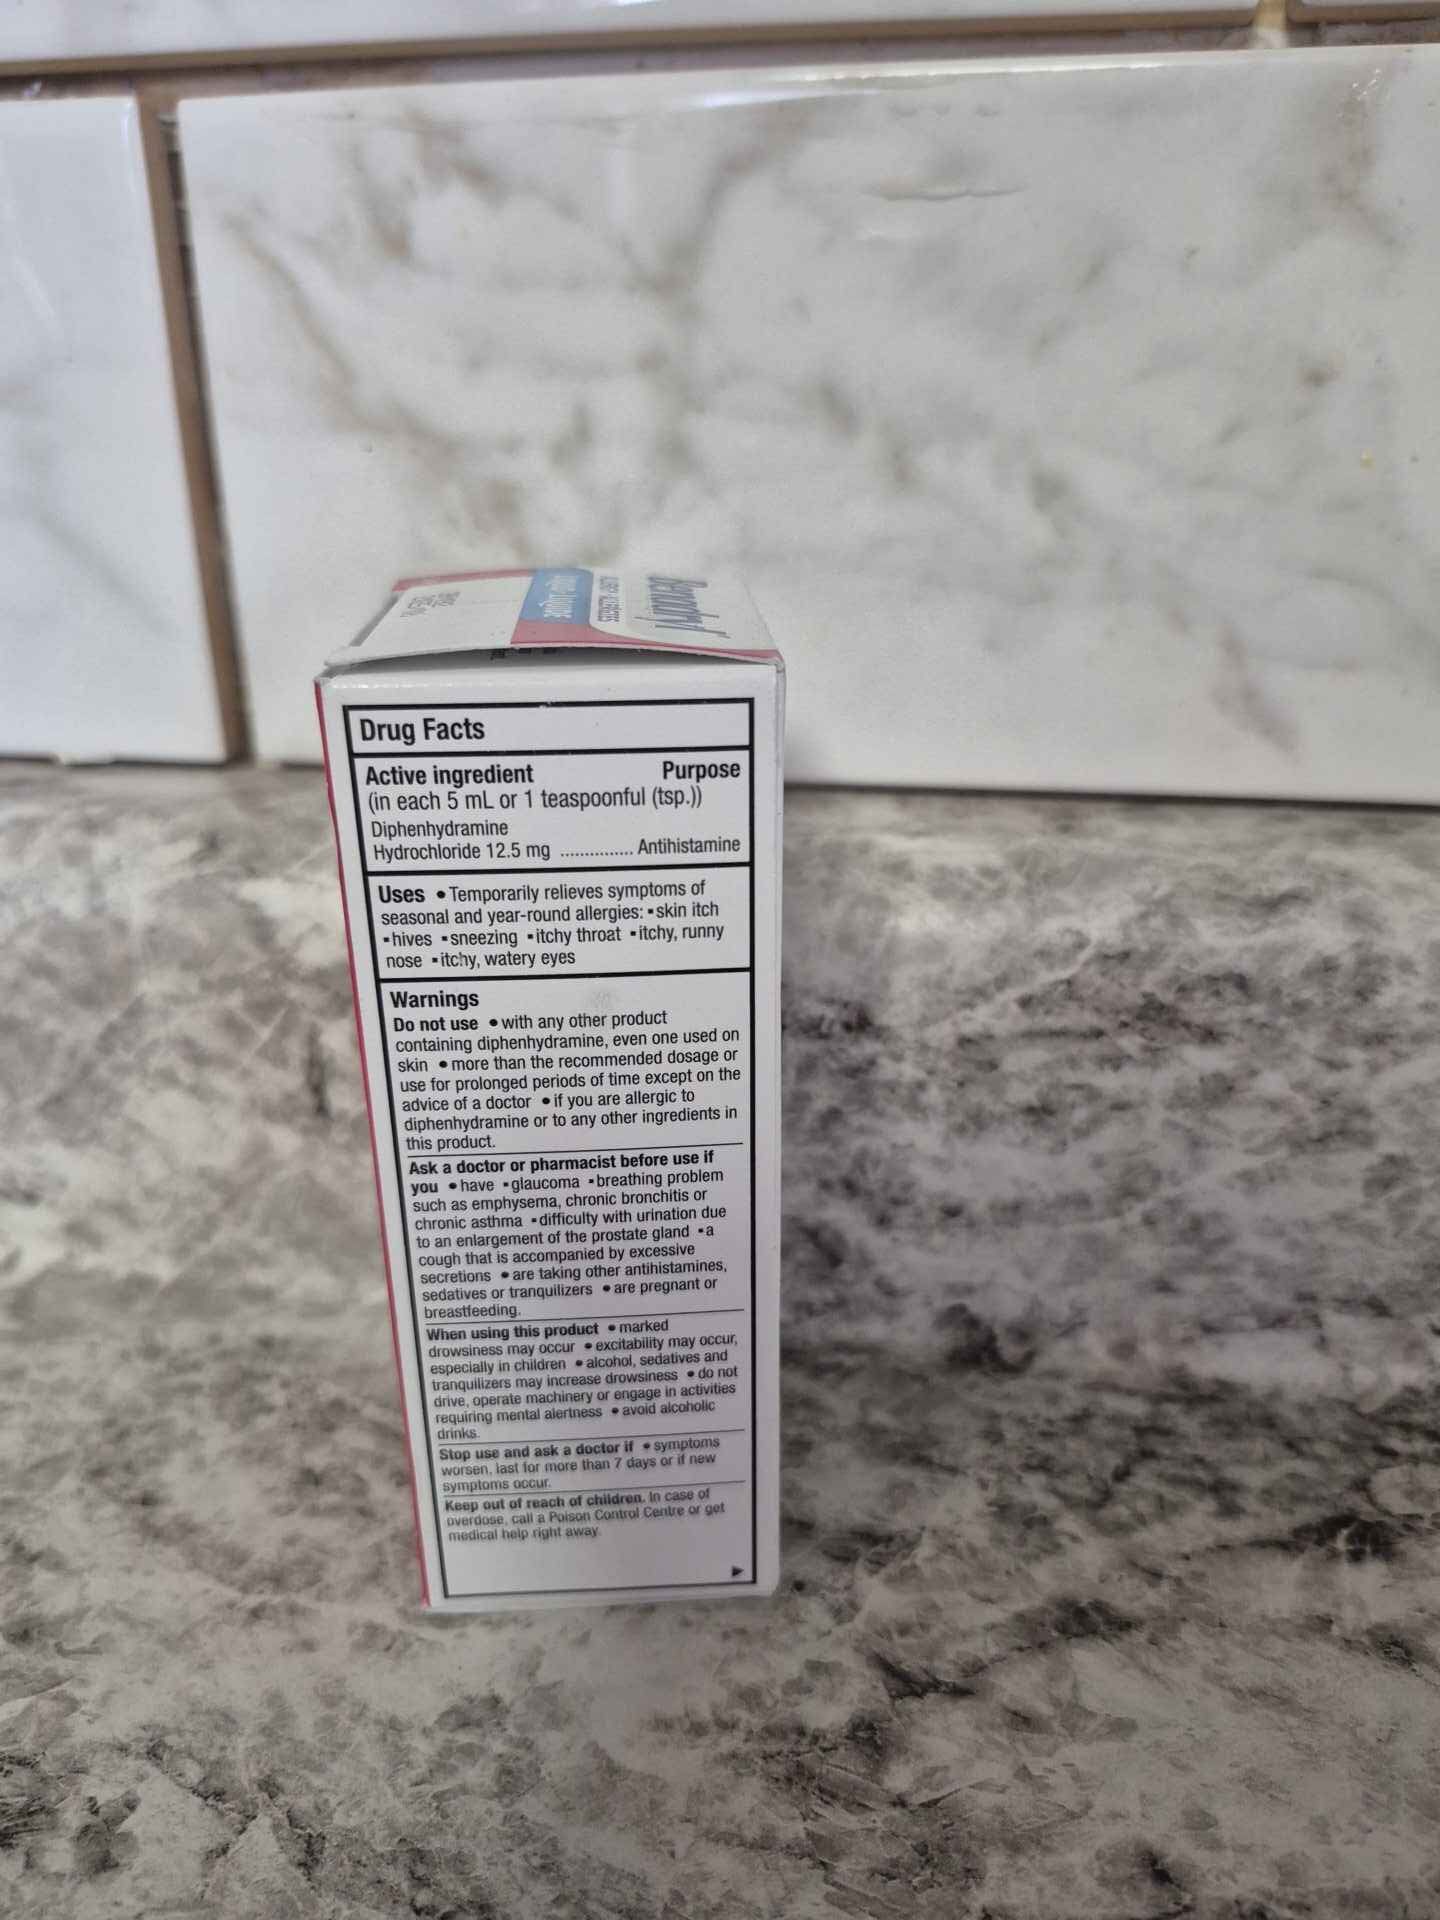 Benadryl
ALLERGY • ALLERGIES
Liquid • Liquide
Drug Facts
Active ingredient Purpose
(in each 5 mL or 1 teaspoonful (tsp.))
Diphenhydramine
Hydrochloride 12.5 mg ............... Antihistamine
Uses • Temporarily relieves symptoms of
seasonal and year-round allergies: ▪ skin itch
▪ hives ▪ sneezing ▪ itchy throat ▪ itchy, runny
nose ▪ itchy, watery eyes
Warnings
Do not use • with any other product
containing diphenhydramine, even one used on
skin • more than the recommended dosage or
use for prolonged periods of time except on the
advice of a doctor • if you are allergic to
diphenhydramine or to any other ingredients in
this product.
Ask a doctor or pharmacist before use if
you • have ▪ glaucoma ▪ breathing problem
such as emphysema, chronic bronchitis or
chronic asthma ▪ difficulty with urination due
to an enlargement of the prostate gland ▪ a
cough that is accompanied by excessive
secretions • are taking other antihistamines,
sedatives or tranquilizers • are pregnant or
breastfeeding.
When using this product • marked
drowsiness may occur • excitability may occur,
especially in children • alcohol, sedatives and
tranquilizers may increase drowsiness • do not
drive, operate machinery or engage in activities
requiring mental alertness • avoid alcoholic
drinks.
Stop use and ask a doctor if • symptoms
worsen, last for more than 7 days or if new
symptoms occur.
Keep out of reach of children. In case of
overdose, call a Poison Control Centre or get
medical help right away.